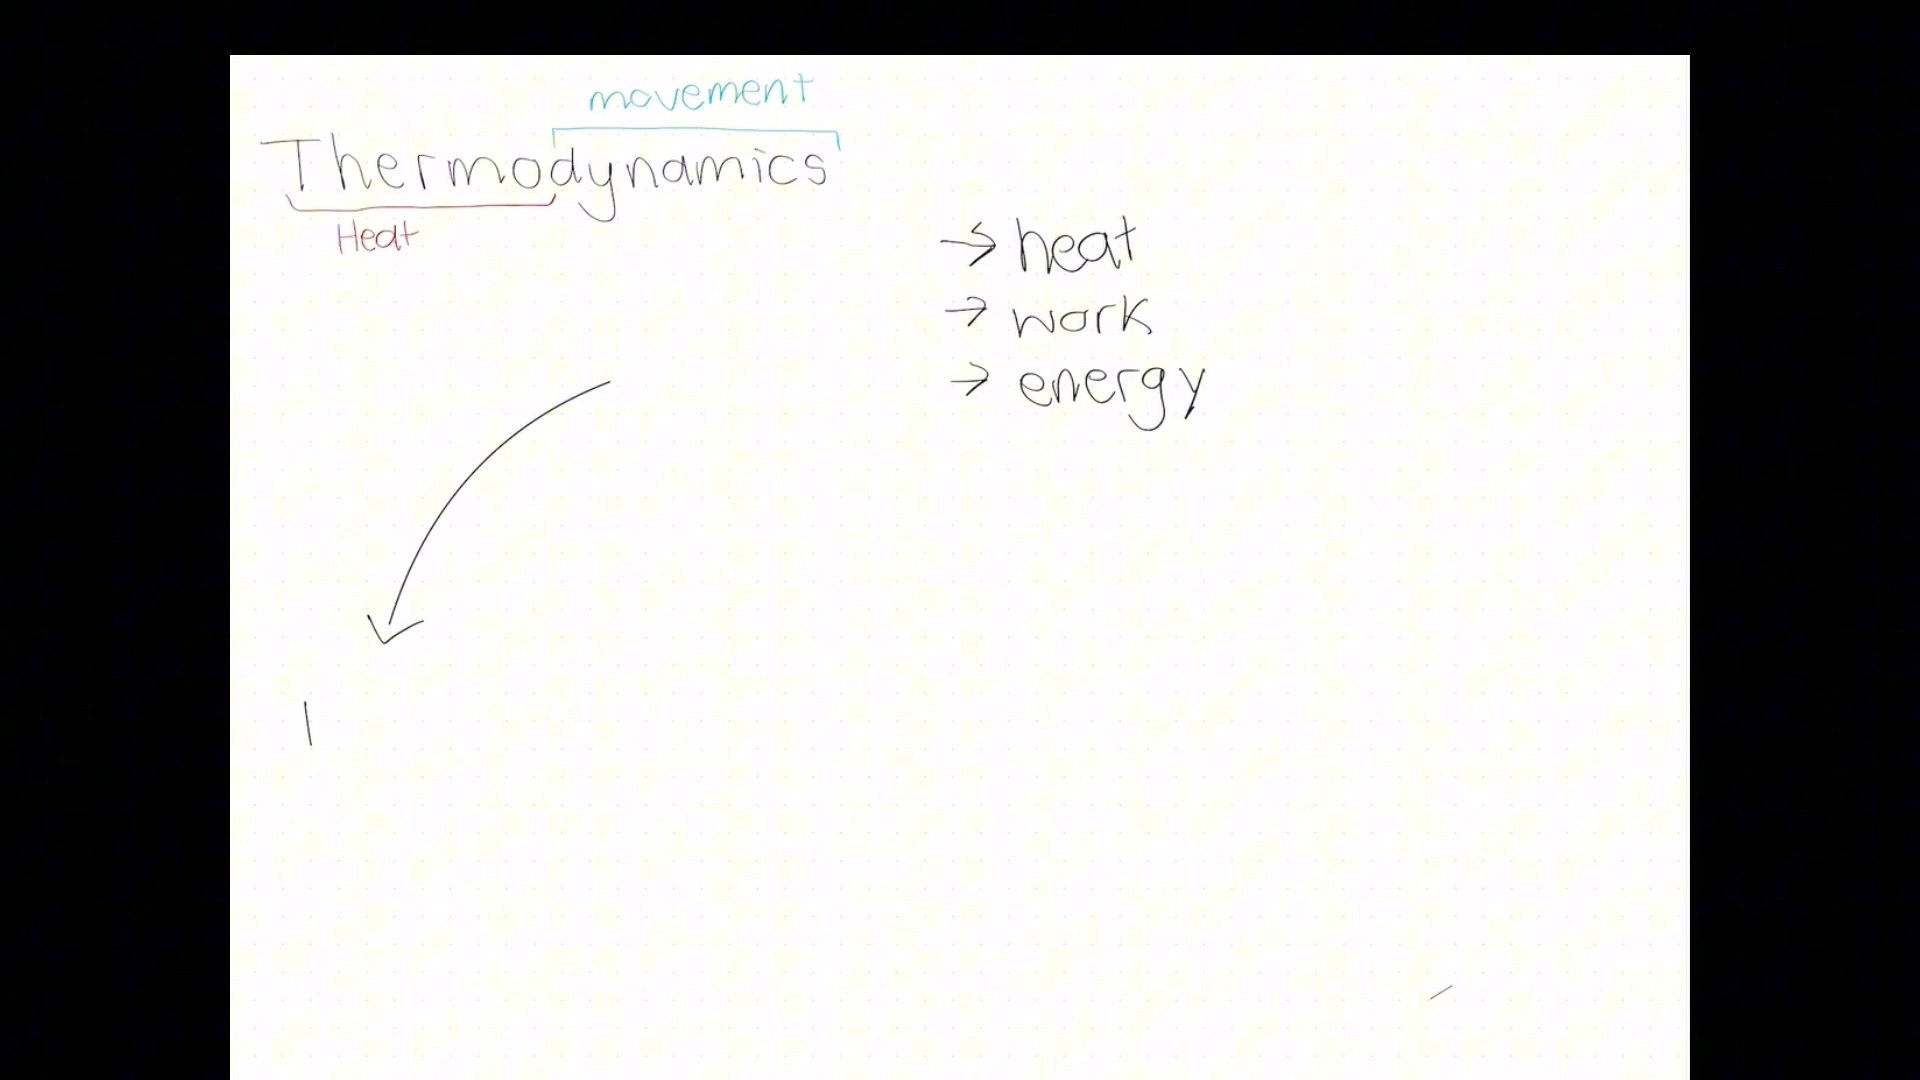 movement
Thermodynamics
Heat
→ heat
→ work
→ energy